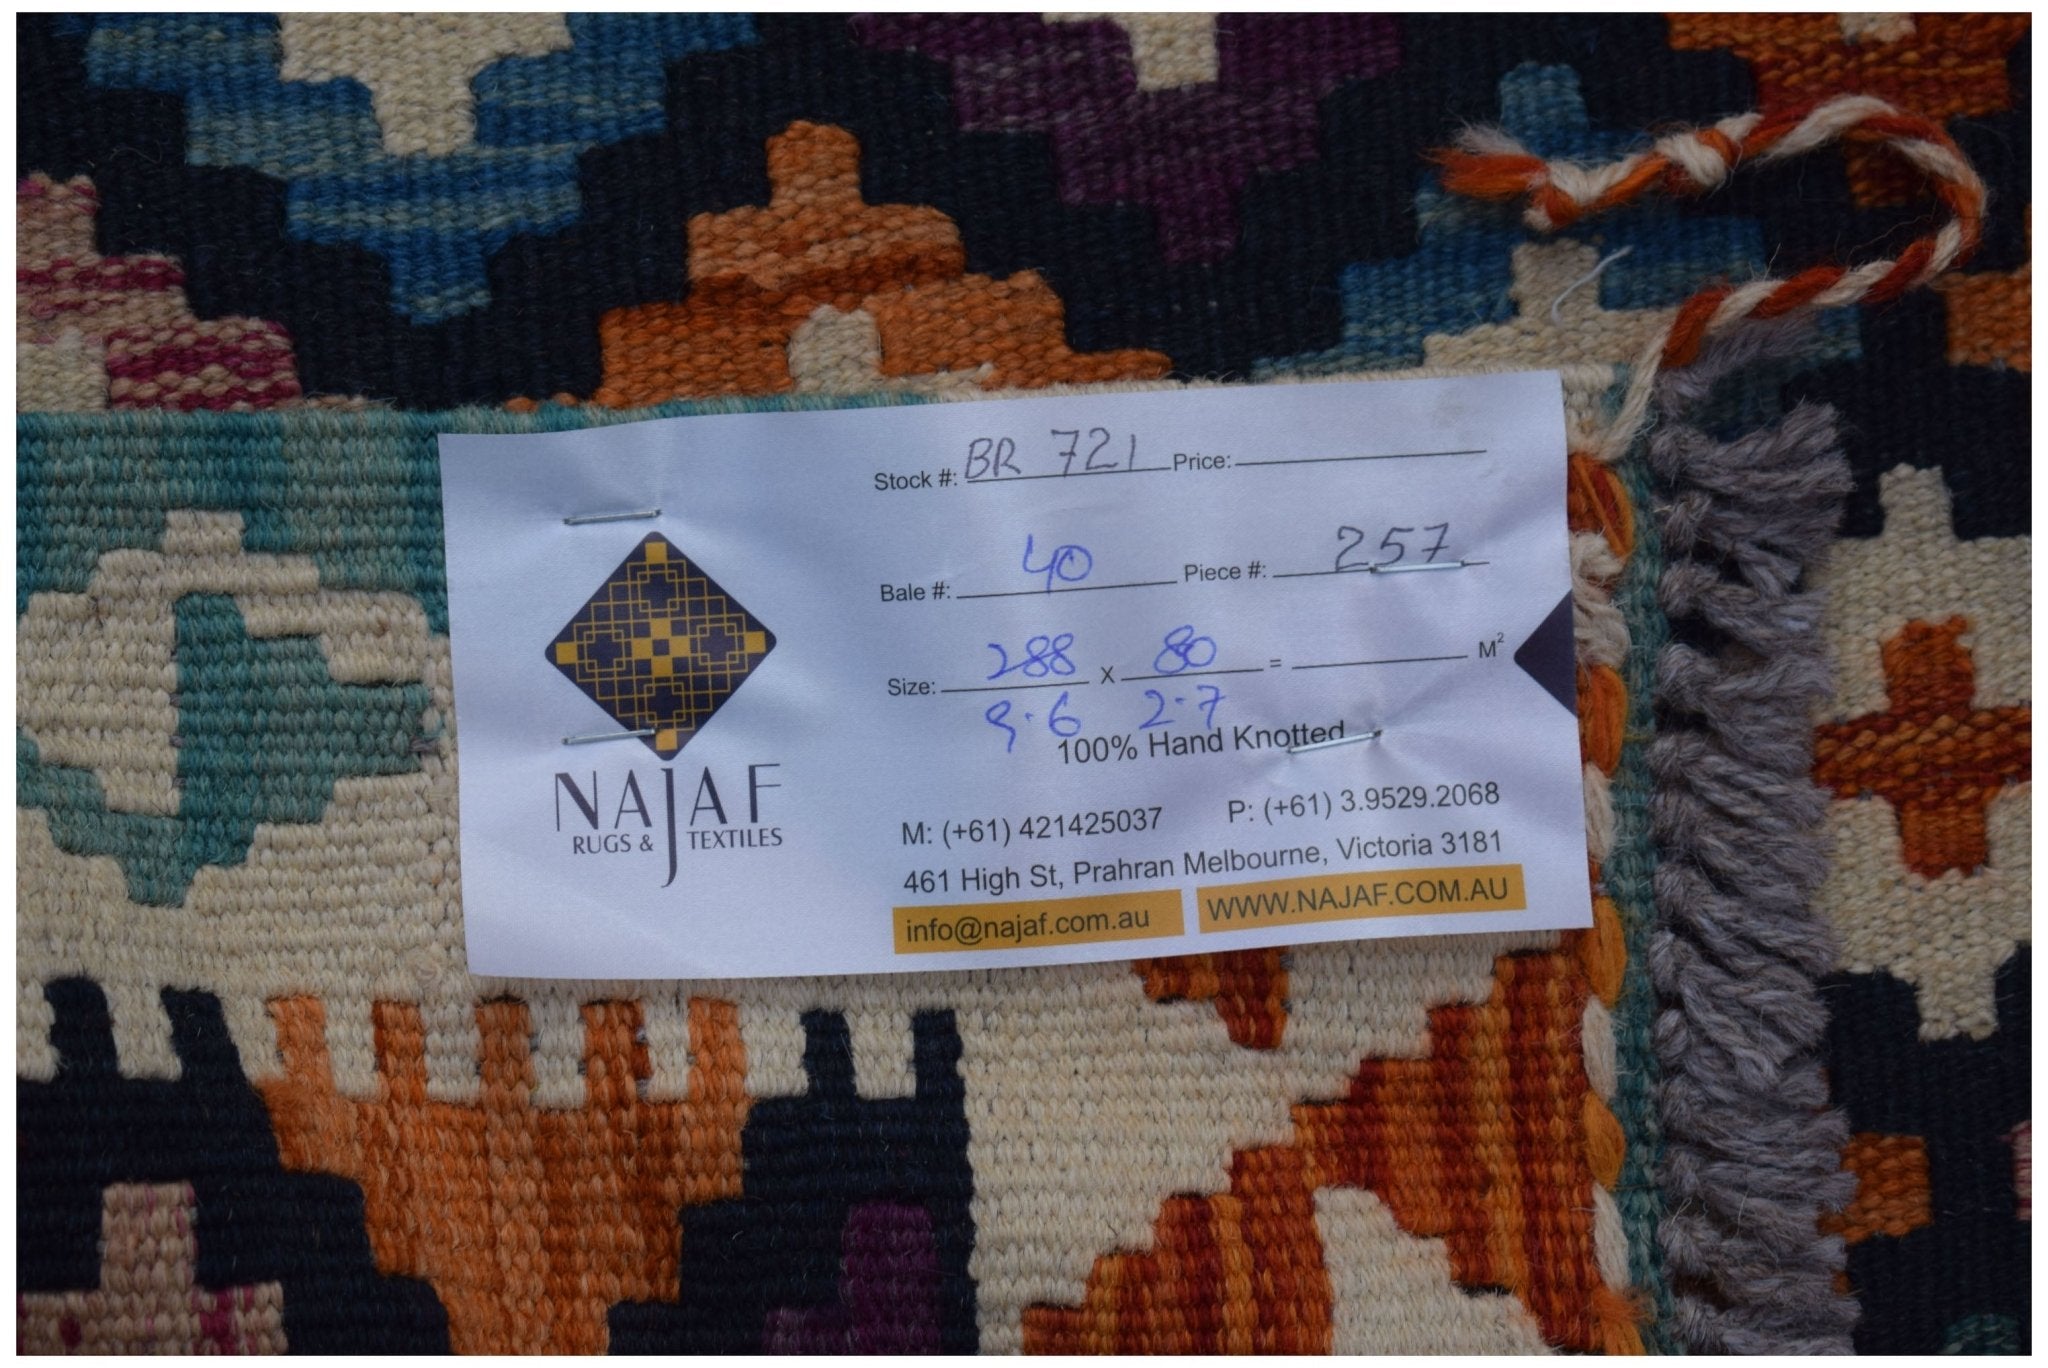 Stock #: BR 721 Price:
Bale #: 40 Piece #: 257
Size: 288 x 80 = M²
9.6 2.7
100% Hand Knotted
NAJAF
RUGS & TEXTILES
M: (+61) 421425037 P: (+61) 3.9529.2068
461 High St, Prahran Melbourne, Victoria 3181
info@najaf.com.au WWW.NAJAF.COM.AU